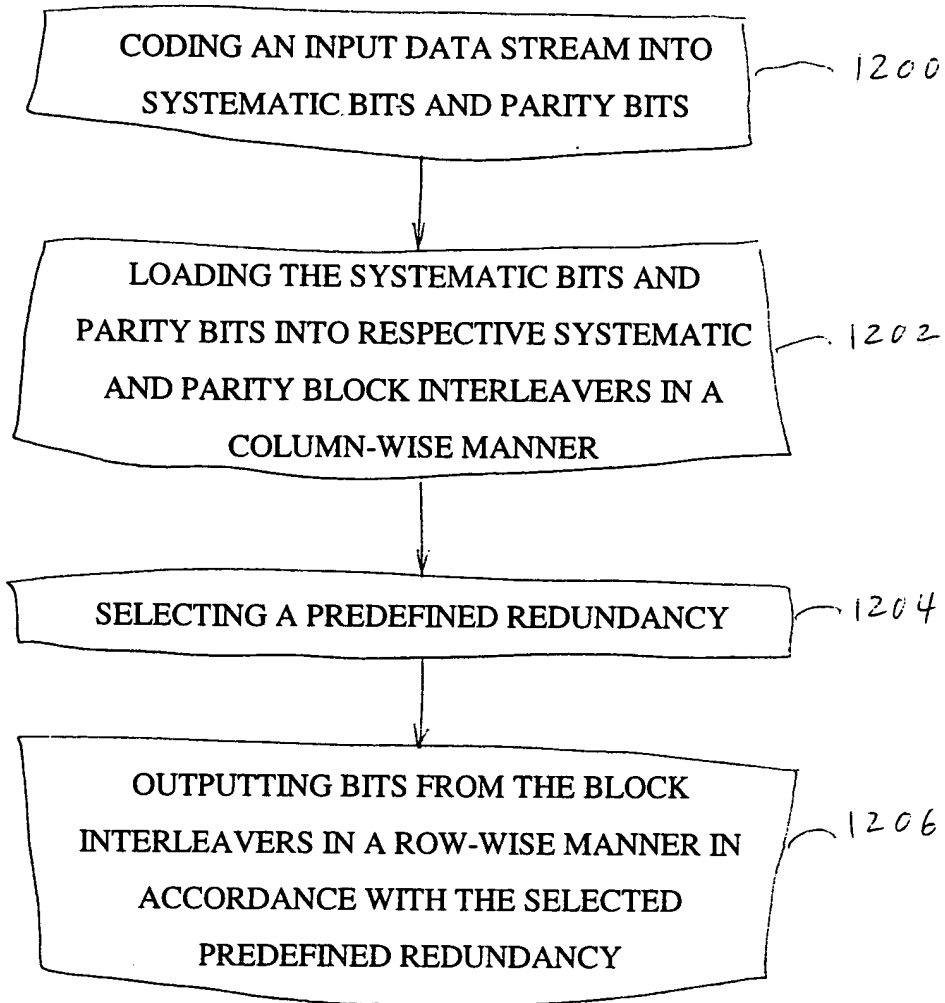 CODING AN INPUT DATA STREAM INTO
SYSTEMATIC BITS AND PARITY BITS
1200
LOADING THE SYSTEMATIC BITS AND
PARITY BITS INTO RESPECTIVE SYSTEMATIC
AND PARITY BLOCK INTERLEAVERS IN A
COLUMN-WISE MANNER
1202
SELECTING A PREDEFINED REDUNDANCY
1204
OUTPUTTING BITS FROM THE BLOCK
INTERLEAVERS IN A ROW-WISE MANNER IN
ACCORDANCE WITH THE SELECTED
PREDEFINED REDUNDANCY
1206